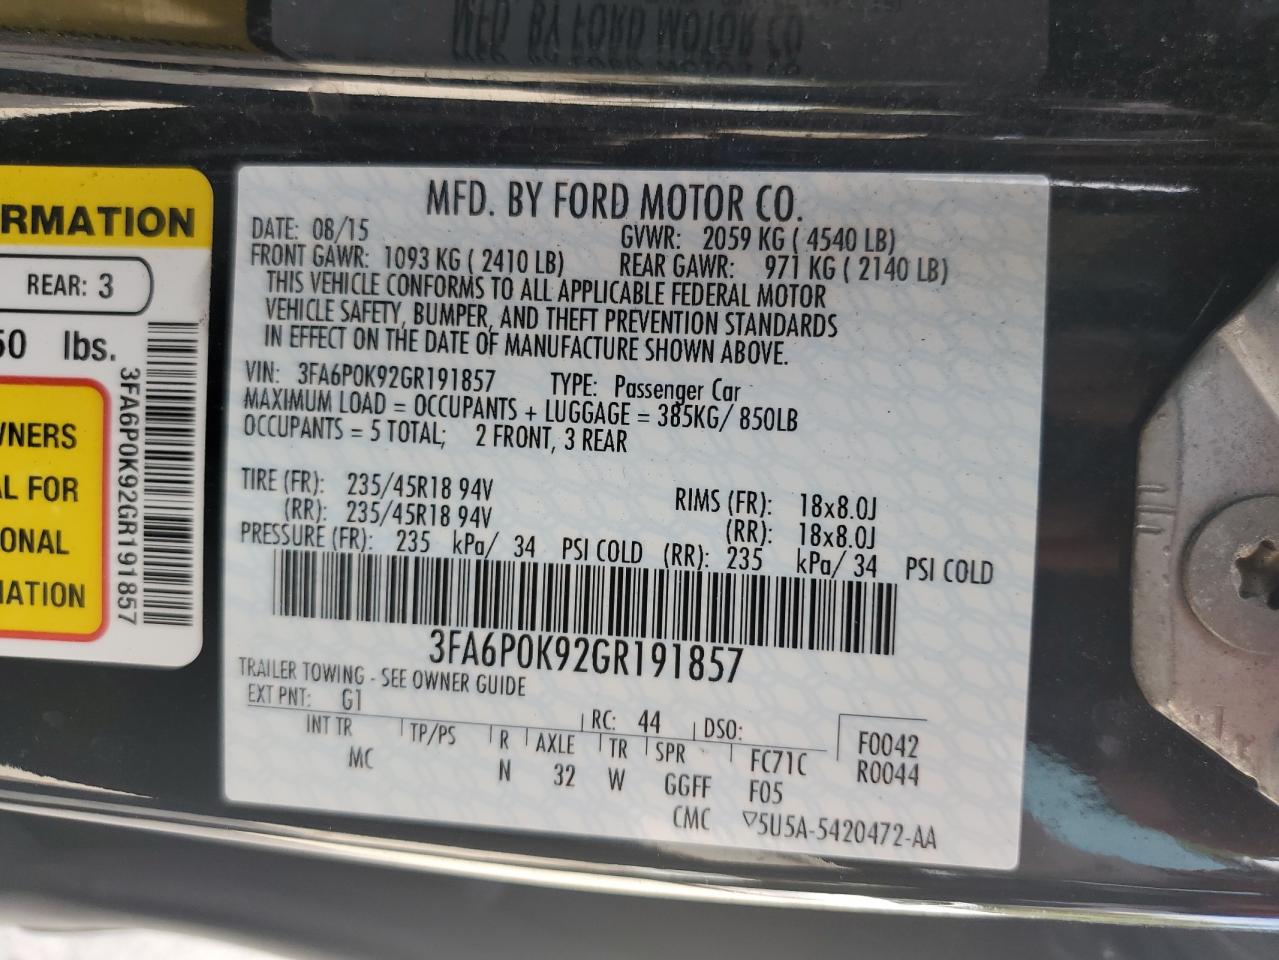 MFD. BY FORD MOTOR CO
RMATION
REAR: 3
50 lbs.
WNERS
AL FOR
ONAL
MATION
3FA6P0K92GR191857
MFD. BY FORD MOTOR CO.
DATE: 08/15 GVWR: 2059 KG ( 4540 LB)
FRONT GAWR: 1093 KG ( 2410 LB) REAR GAWR: 971 KG ( 2140 LB)
THIS VEHICLE CONFORMS TO ALL APPLICABLE FEDERAL MOTOR
VEHICLE SAFETY, BUMPER, AND THEFT PREVENTION STANDARDS
IN EFFECT ON THE DATE OF MANUFACTURE SHOWN ABOVE.
VIN: 3FA6P0K92GR191857 TYPE: Passenger Car
MAXIMUM LOAD = OCCUPANTS + LUGGAGE = 385KG/ 850LB
OCCUPANTS = 5 TOTAL; 2 FRONT, 3 REAR
TIRE (FR): 235/45R18 94V RIMS (FR): 18x8.0J
(RR): 235/45R18 94V (RR): 18x8.0J
PRESSURE (FR): 235 kPa/ 34 PSI COLD (RR): 235 kPa/ 34 PSI COLD
3FA6P0K92GR191857
TRAILER TOWING - SEE OWNER GUIDE
EXT PNT: G1 RC: 44 DSO:
INT TR TP/PS R AXLE TR SPR FC71C F0042
MC N 32 W GGFF F05 R0044
CMC ▽5U5A-5420472-AA